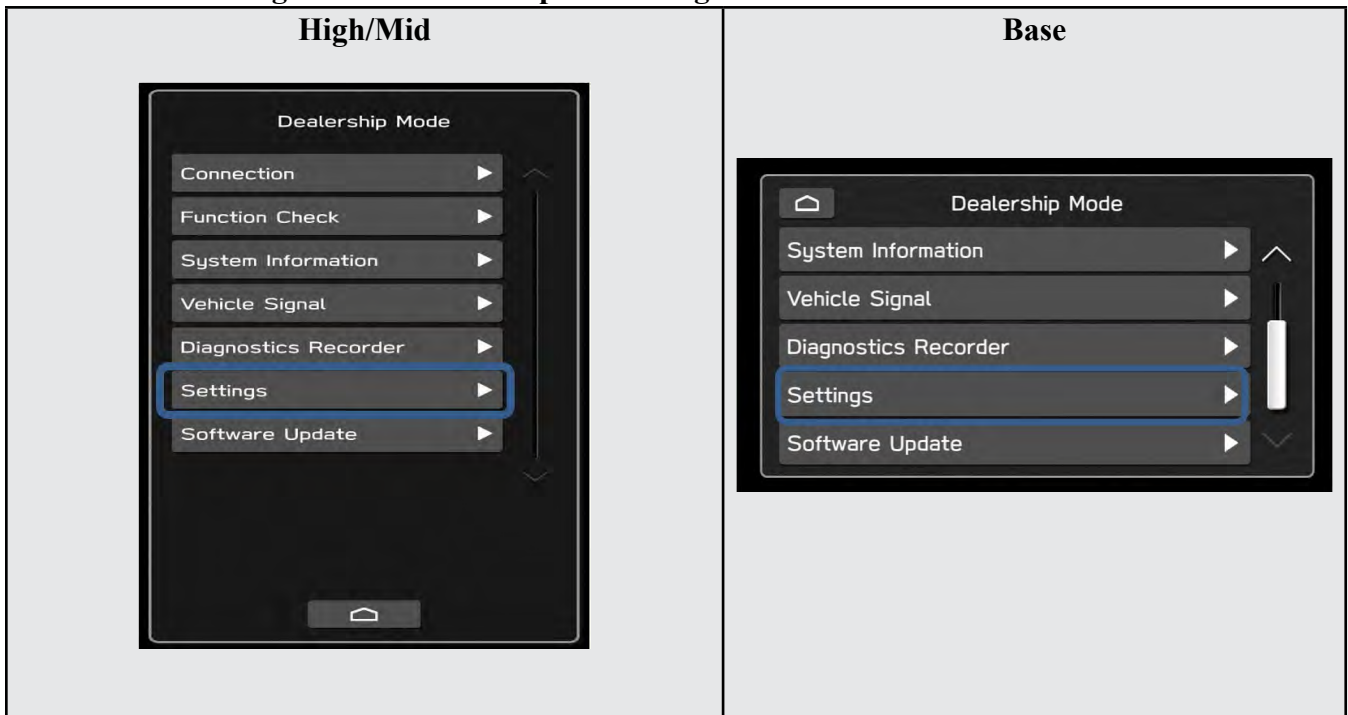 High/Mid
Dealership Mode
Connection
Function Check
System Information
Vehicle Signal
Diagnostics Recorder
Settings
Software Update
Base
Dealership Mode
System Information
Vehicle Signal
Diagnostics Recorder
Settings
Software Update